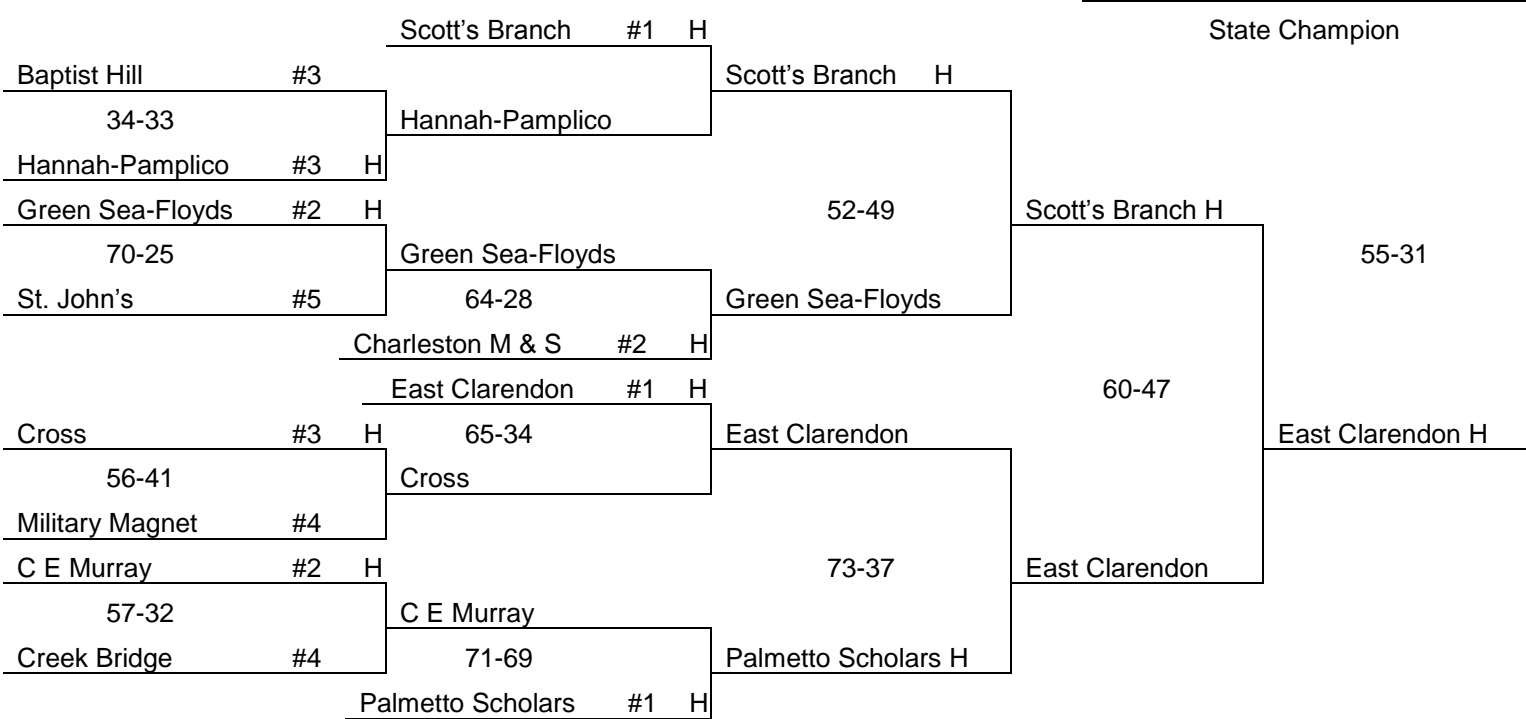 Scott's Branch #1 H
State Champion
Baptist Hill #3
Scott's Branch H
34-33
Hannah-Pamplico
Hannah-Pamplico #3 H
Green Sea-Floyds #2 H
52-49
Scott's Branch H
70-25
Green Sea-Floyds
55-31
St. John's #5
64-28
Green Sea-Floyds
Charleston M & S #2 H
East Clarendon #1 H
60-47
Cross #3 H
65-34
East Clarendon
East Clarendon H
56-41
Cross
Military Magnet #4
C E Murray #2 H
73-37
East Clarendon
57-32
C E Murray
Creek Bridge #4
71-69
Palmetto Scholars H
Palmetto Scholars #1 H